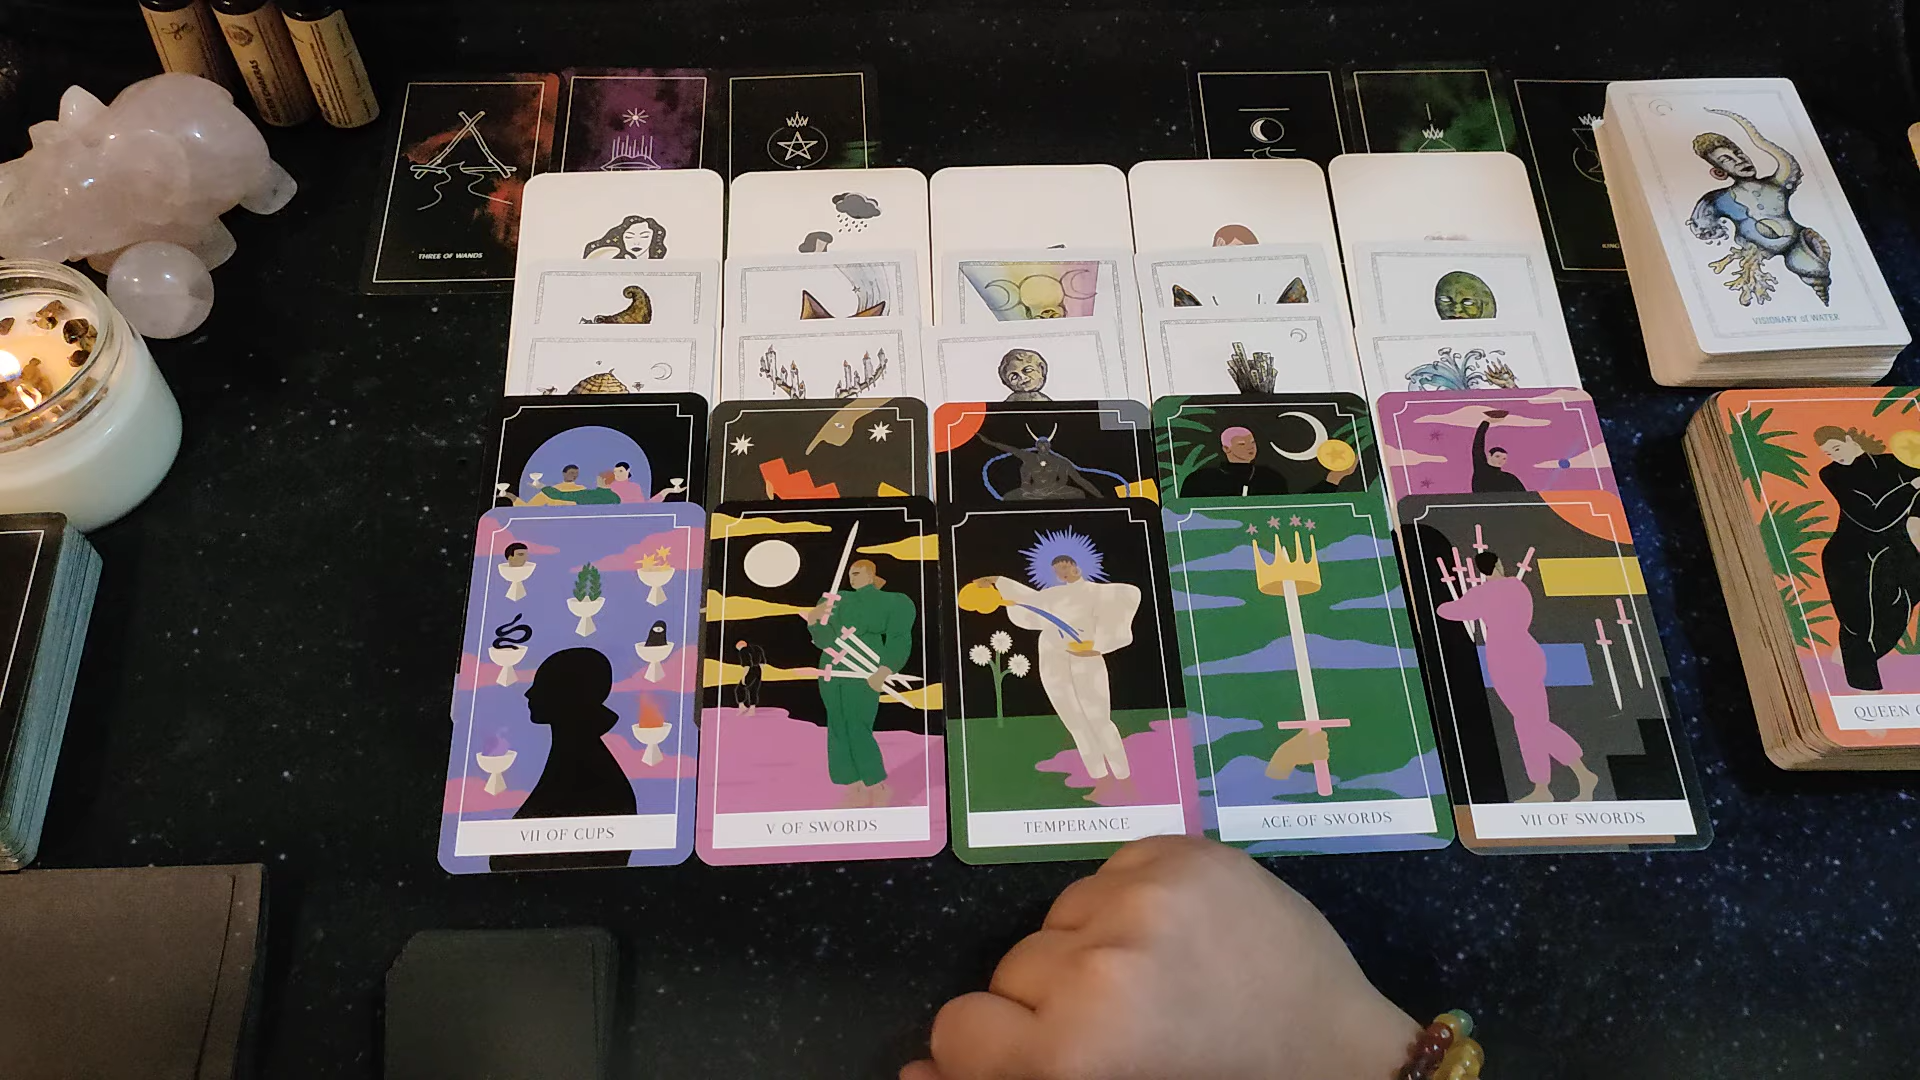 THREE OF WANDS
KING
VISIONARY of WATER
QUEEN
VII OF CUPS
V OF SWORDS
TEMPERANCE
ACE OF SWORDS
VII OF SWORDS